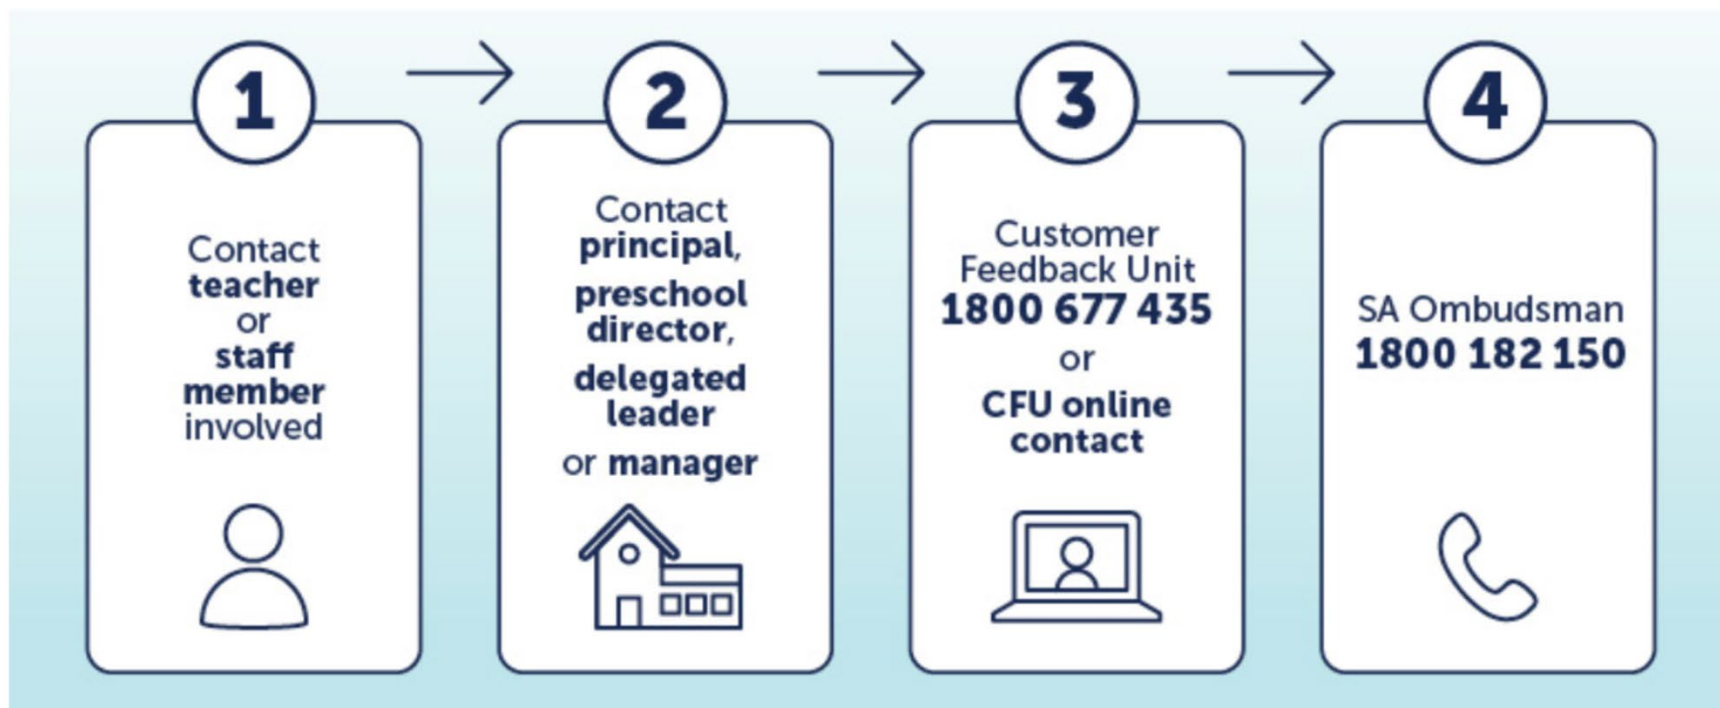 1
Contact
teacher
or
staff
member
involved
2
Contact
principal,
preschool
director,
delegated
leader
or manager
3
Customer
Feedback Unit
1800 677 435
or
CFU online
contact
4
SA Ombudsman
1800 182 150